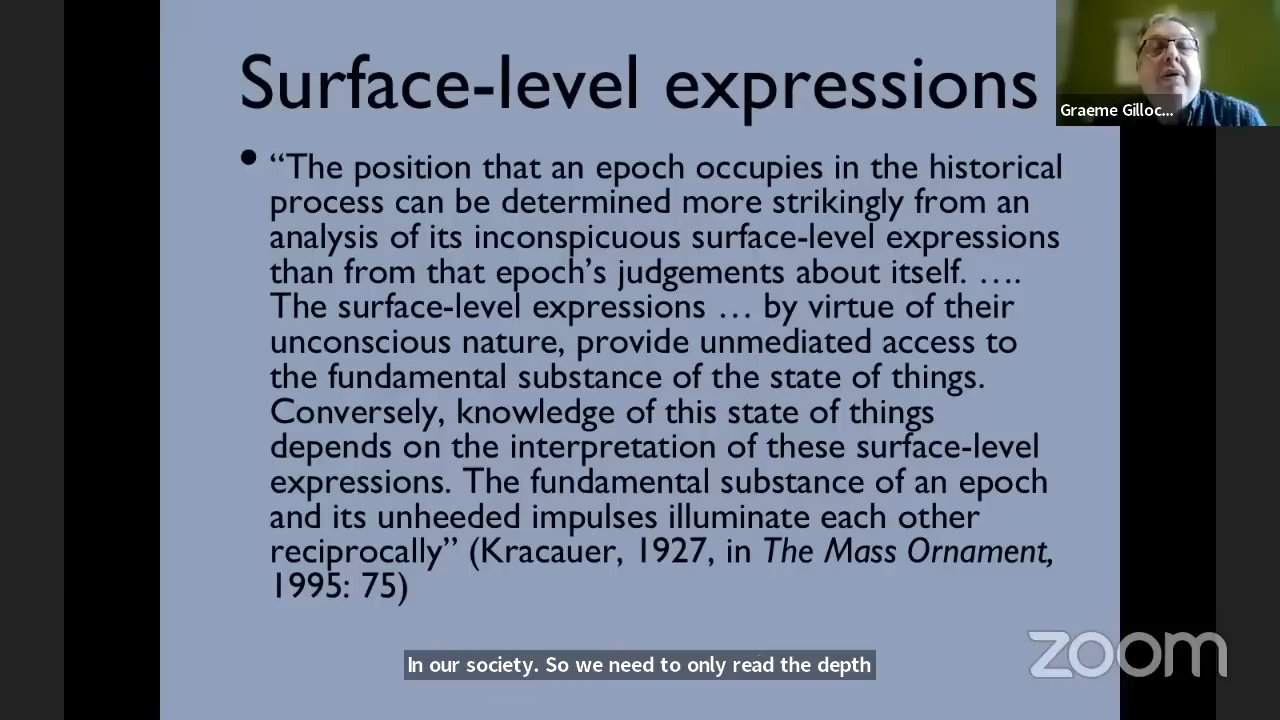 Surface-level expressions
Graeme Gilloc...
• “The position that an epoch occupies in the historical
process can be determined more strikingly from an
analysis of its inconspicuous surface-level expressions
than from that epoch’s judgements about itself. ….
The surface-level expressions … by virtue of their
unconscious nature, provide unmediated access to
the fundamental substance of the state of things.
Conversely, knowledge of this state of things
depends on the interpretation of these surface-level
expressions. The fundamental substance of an epoch
and its unheeded impulses illuminate each other
reciprocally” (Kracauer, 1927, in The Mass Ornament,
1995: 75)
In our society. So we need to only read the depth
zoom